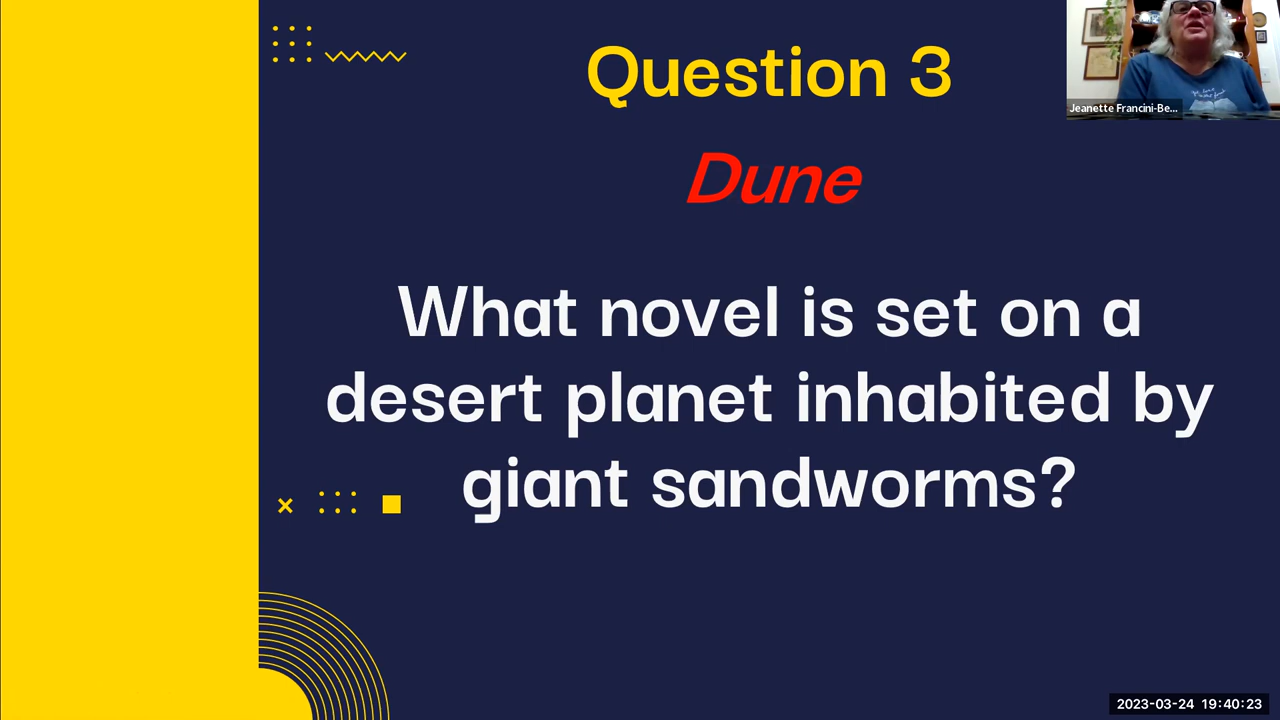 Question 3
Dune
What novel is set on a
desert planet inhabited by
giant sandworms?
Jeanette Francini-Be...
2023-03-24 19:40:23